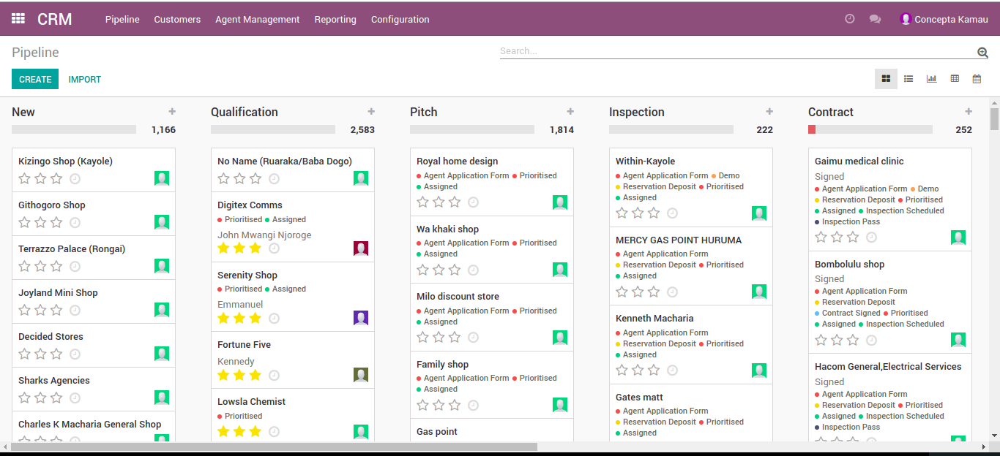 CRM Pipeline Customers Agent Management Reporting Configuration Concepta Kamau
Pipeline
Search...
CREATE IMPORT
New
1,166
Kizingo Shop (Kayole)
Githogoro Shop
Terrazzo Palace (Rongai)
Joyland Mini Shop
Decided Stores
Sharks Agencies
Charles K Macharia General Shop
Qualification
2,583
No Name (Ruaraka/Baba Dogo)
Digitex Comms
Prioritised Assigned
John Mwangi Njoroge
Serenity Shop
Prioritised Assigned
Emmanuel
Fortune Five
Kennedy
Lowsla Chemist
Prioritised
Pitch
1,814
Royal home design
Agent Application Form Prioritised
Assigned
Wa khaki shop
Agent Application Form Prioritised
Assigned
Milo discount store
Agent Application Form Prioritised
Assigned
Family shop
Agent Application Form Prioritised
Assigned
Gas point
Inspection
222
Within-Kayole
Agent Application Form Demo
Reservation Deposit Prioritised
Assigned
MERCY GAS POINT HURUMA
Agent Application Form
Reservation Deposit Prioritised
Assigned
Kenneth Macharia
Agent Application Form
Reservation Deposit Prioritised
Assigned
Gates matt
Agent Application Form
Reservation Deposit Prioritised
Assigned
Contract
252
Gaimu medical clinic
Signed
Agent Application Form Demo
Reservation Deposit Prioritised
Assigned Inspection Scheduled
Inspection Pass
Bombolulu shop
Signed
Agent Application Form
Reservation Deposit
Contract Signed Prioritised
Assigned Inspection Scheduled
Hacom General,Electrical Services
Signed
Agent Application Form
Reservation Deposit Prioritised
Assigned Inspection Scheduled
Inspection Pass